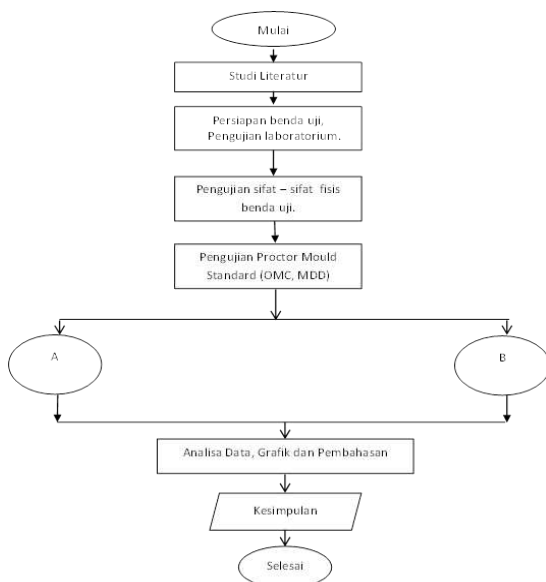 Mulai
Studi Literatur
Persiapan benda uji,
Pengujian laboratorium.
Pengujian sifat – sifat fisis
benda uji.
Pengujian Proctor Mould
Standard (OMC, MDD)
A
B
Analisa Data, Grafik dan Pembahasan
Kesimpulan
Selesai